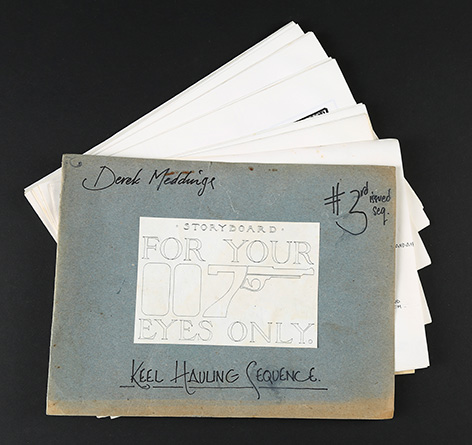 Derek Meddings
#3rd issued
seq.
· STORYBOARD ·
FOR YOUR
007
EYES ONLY.
KEEL HAULING SEQUENCE.